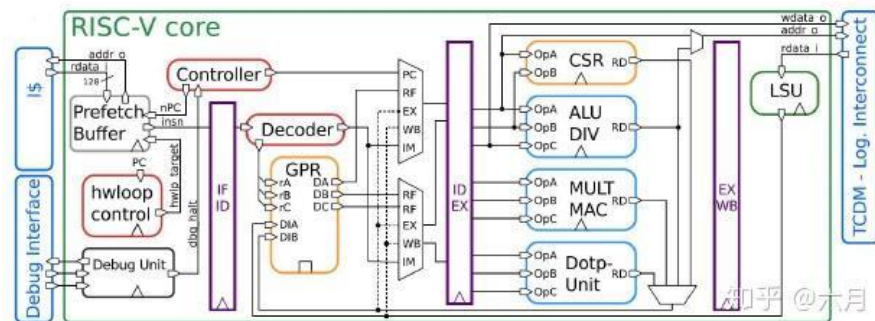 RISC-V core
wdata_o
addr_o
rdata_i
addr_o
rdata_i
128
I$
Prefetch
Buffer
nPC
insn
Controller
Decoder
PC
hwlp_target
hwloop
control
dbg_halt
Debug Interface
Debug Unit
IF
ID
GPR
rA
rB
rC
DIA
DIB
DA
DB
DC
PC
RF
EX
WB
IM
RF
RF
EX
WB
IM
ID
EX
OpA
OpB
CSR
RD
OpA
OpB
OpC
ALU
DIV
RD
OpA
OpB
OpC
MULT
MAC
RD
OpA
OpB
OpC
Dotp-
Unit
RD
EX
WB
LSU
TCDM - Log. Interconnect
知乎 @六月